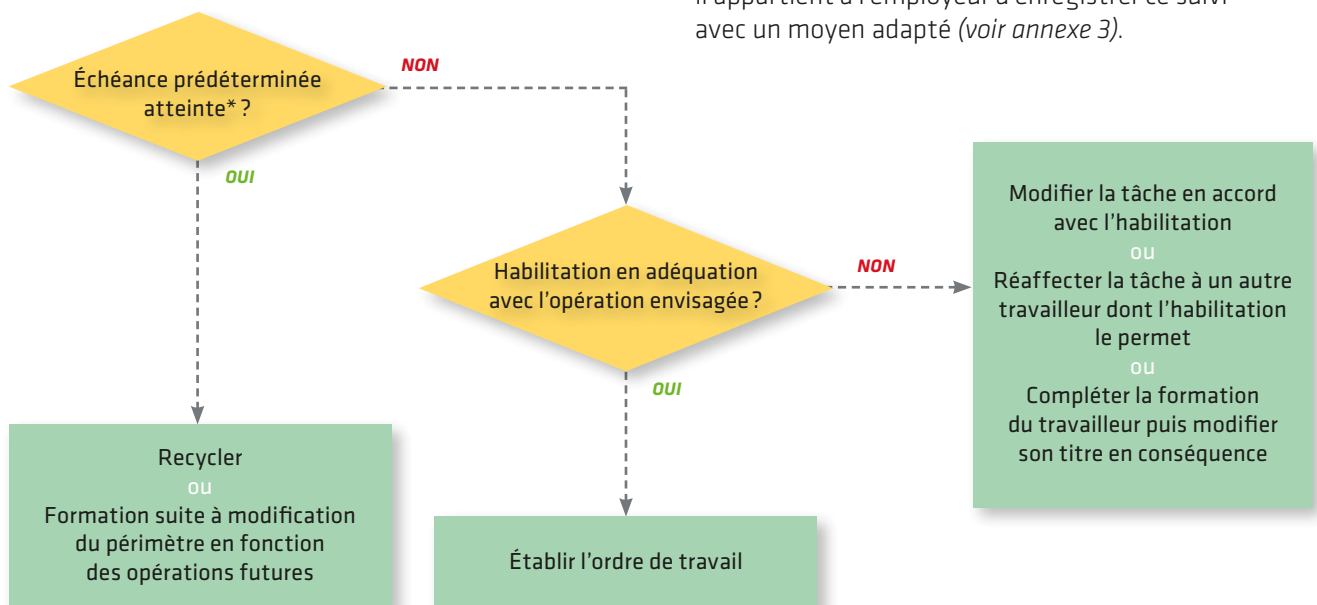 avec un moyen adapté (voir annexe 3).
Échéance prédéterminée
atteinte* ?
NON
OUI
Habilitation en adéquation
avec l’opération envisagée ?
NON
OUI
Modifier la tâche en accord
avec l’habilitation
ou
Réaffecter la tâche à un autre
travailleur dont l’habilitation
le permet
ou
Compléter la formation
du travailleur puis modifier
son titre en conséquence
Recycler
ou
Formation suite à modification
du périmètre en fonction
des opérations futures
Établir l’ordre de travail